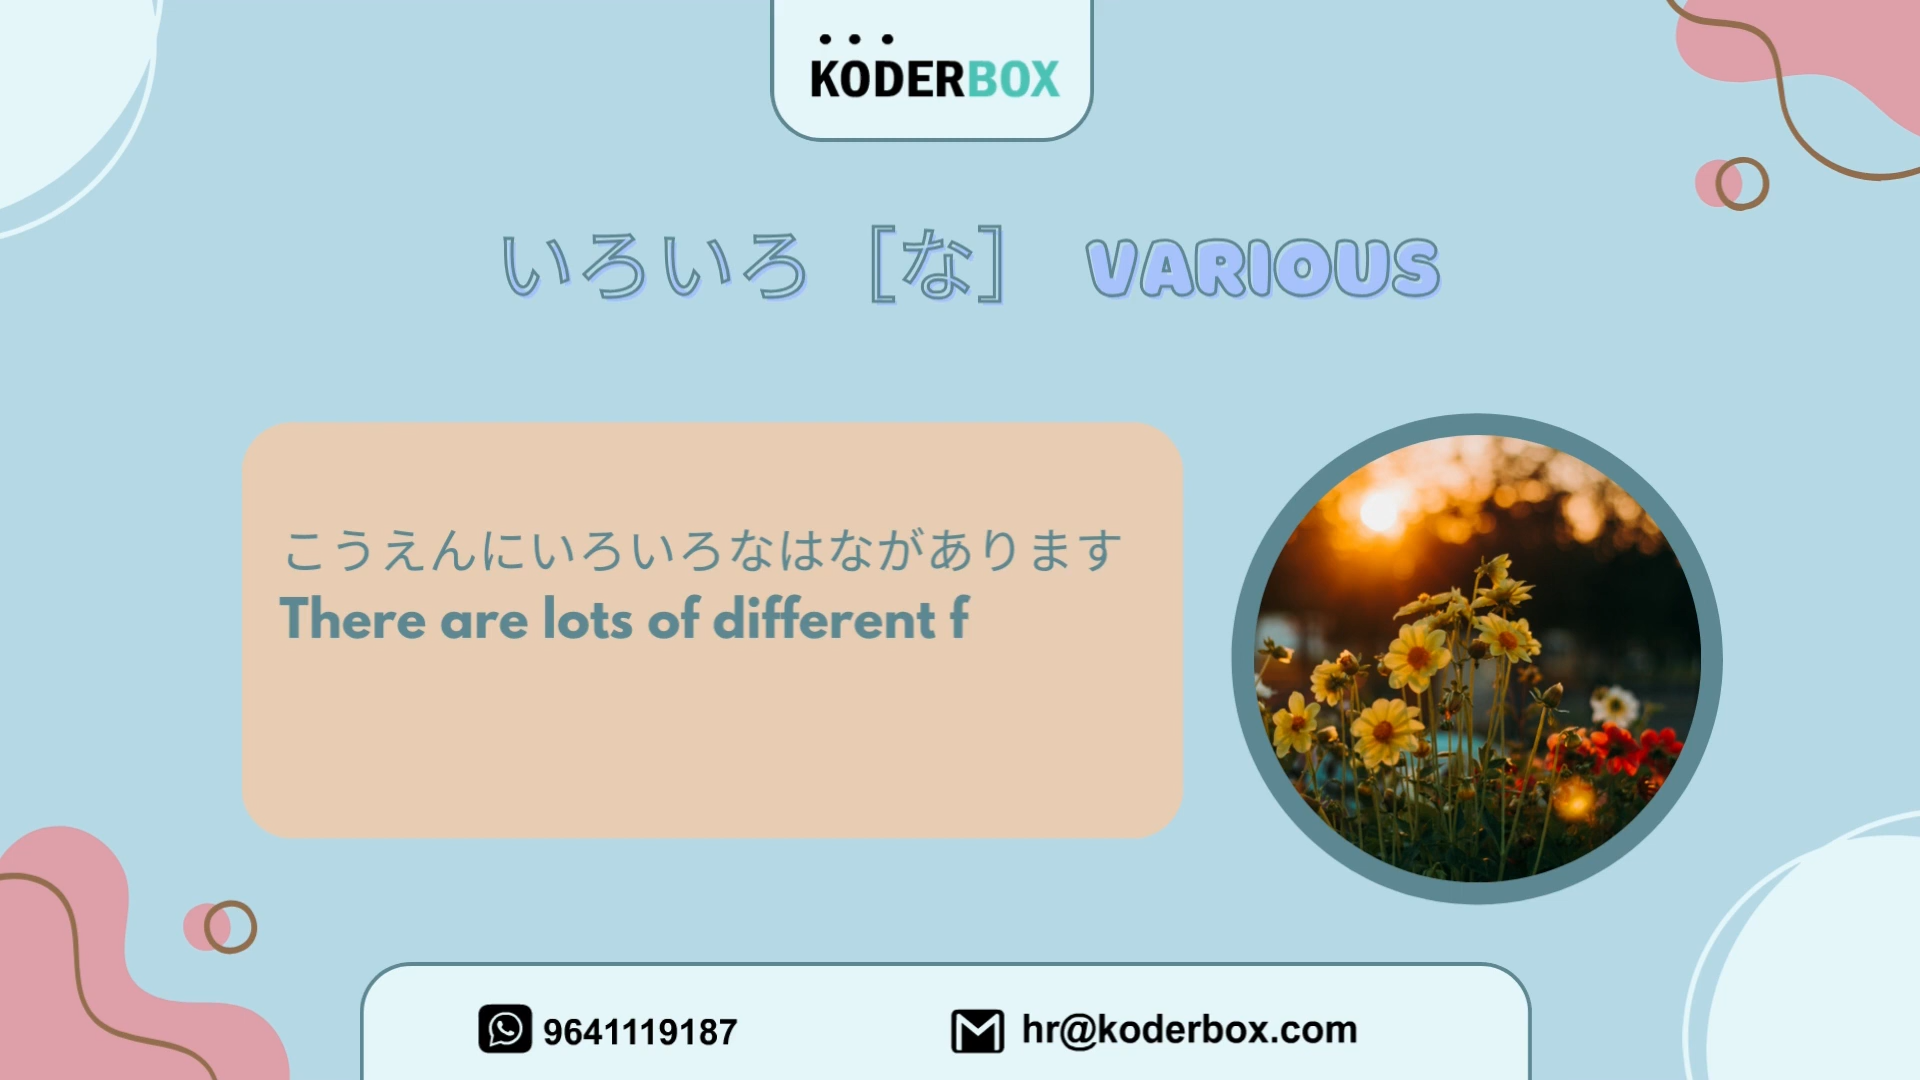 KODERBOX
いろいろ［な］ VARIOUS
こうえんにいろいろなはながあります
There are lots of different f
9641119187
hr@koderbox.com